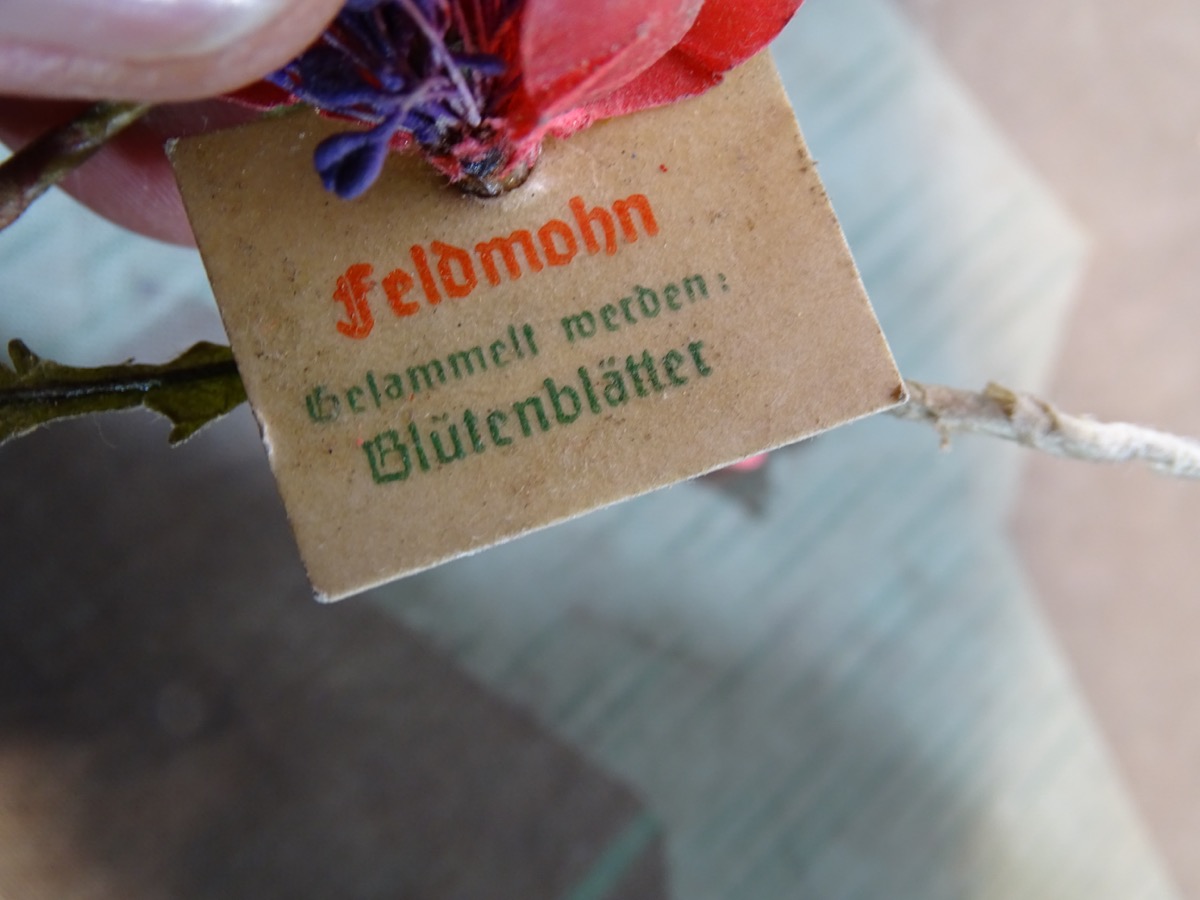 Feldmohn
Gesammelt werden:
Blütenblätter